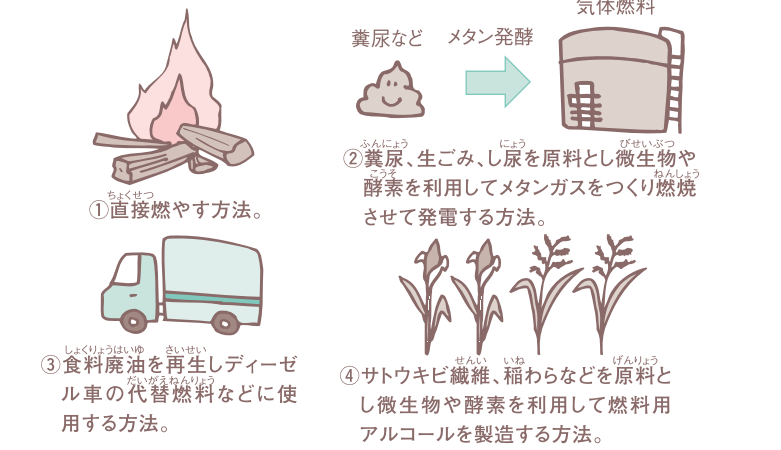 気体燃料
糞尿など
メタン発酵
①直接燃やす方法。
ちょくせつ
②糞尿、生ごみ、し尿を原料とし微生物や
ふんにょう にょう びせいぶつ
酵素を利用してメタンガスをつくり燃焼
こうそ ねんしょう
させて発電する方法。
③食料廃油を再生しディーゼ
しょくりょうはいゆ さいせい
ル車の代替燃料などに使
だいがえねんりょう
用する方法。
④サトウキビ繊維、稲わらなどを原料と
せんい いね げんりょう
し微生物や酵素を利用して燃料用
アルコールを製造する方法。